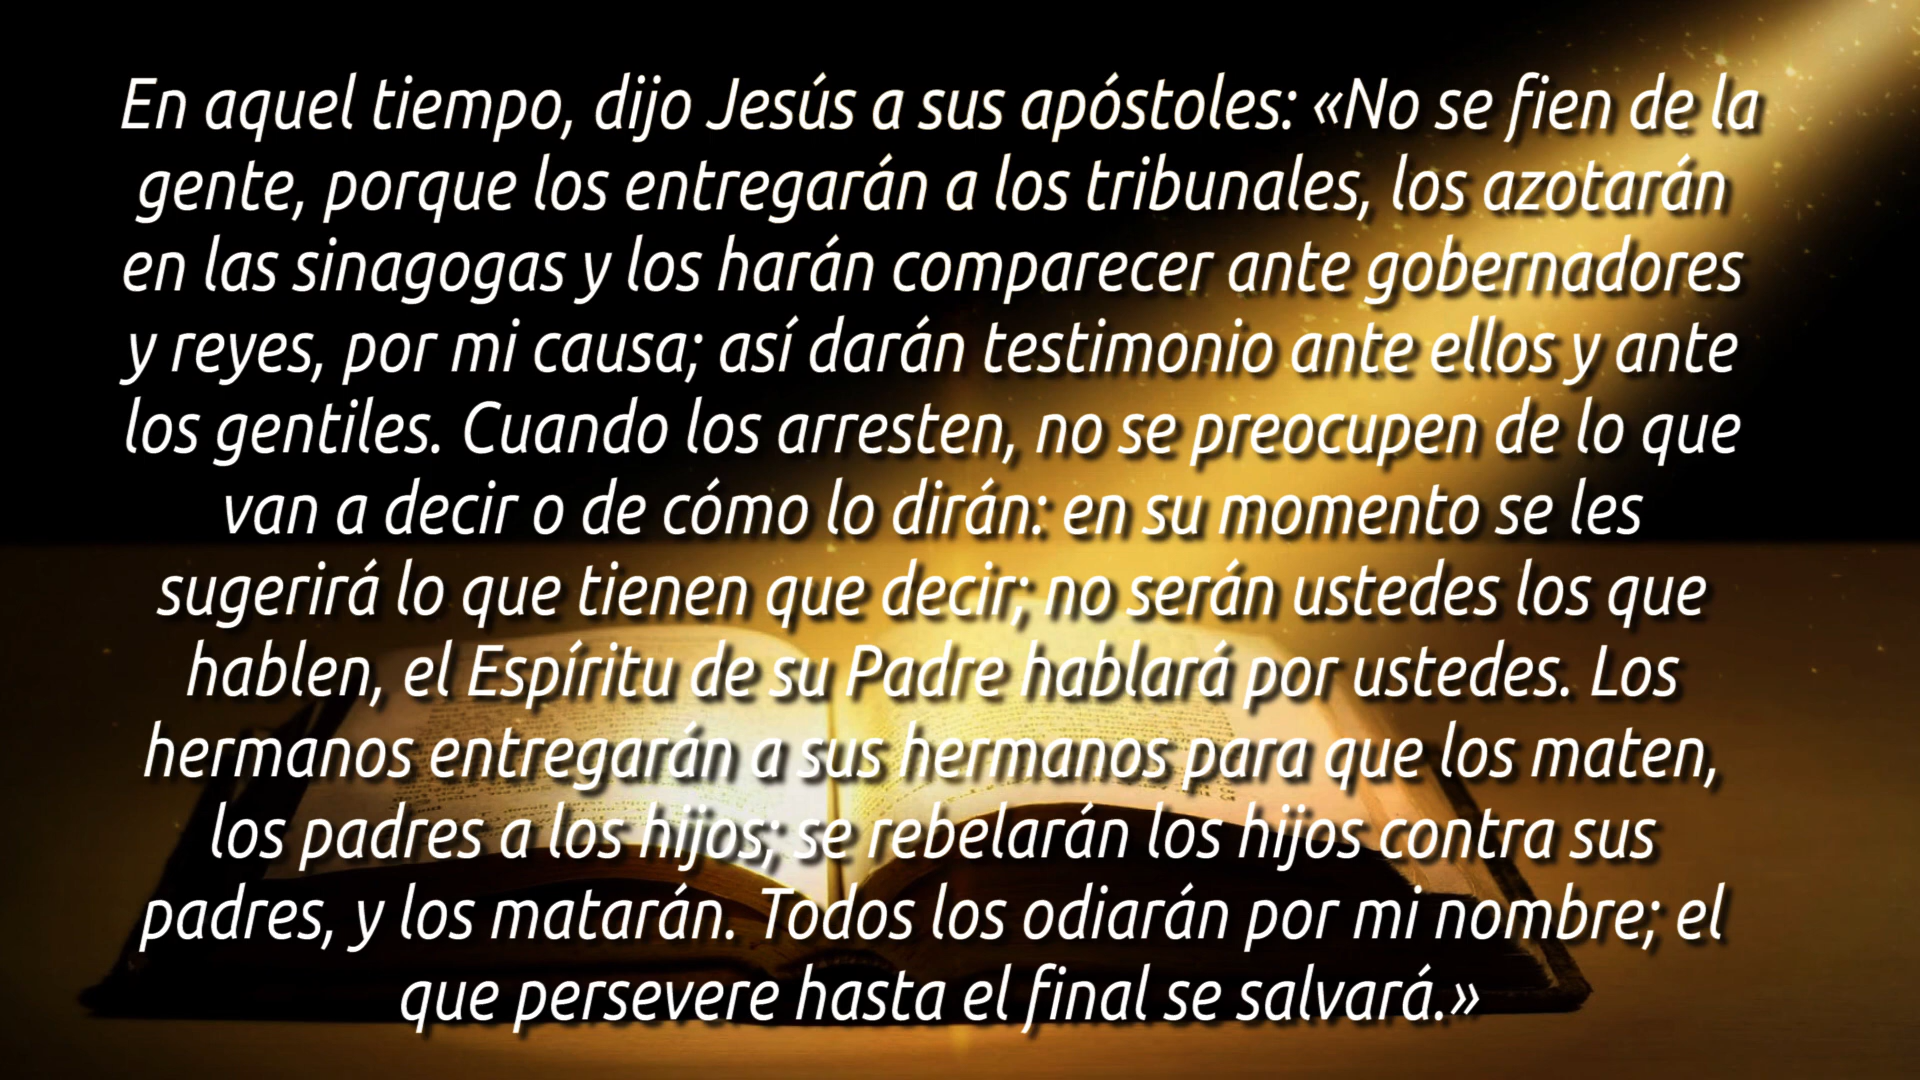 En aquel tiempo, dijo Jesús a sus apóstoles: «No se fien de la
gente, porque los entregarán a los tribunales, los azotarán
en las sinagogas y los harán comparecer ante gobernadores
y reyes, por mi causa; así darán testimonio ante ellos y ante
los gentiles. Cuando los arresten, no se preocupen de lo que
van a decir o de cómo lo dirán: en su momento se les
sugerirá lo que tienen que decir; no serán ustedes los que
hablen, el Espíritu de su Padre hablará por ustedes. Los
hermanos entregarán a sus hermanos para que los maten,
los padres a los hijos; se rebelarán los hijos contra sus
padres, y los matarán. Todos los odiarán por mi nombre; el
que persevere hasta el final se salvará.»